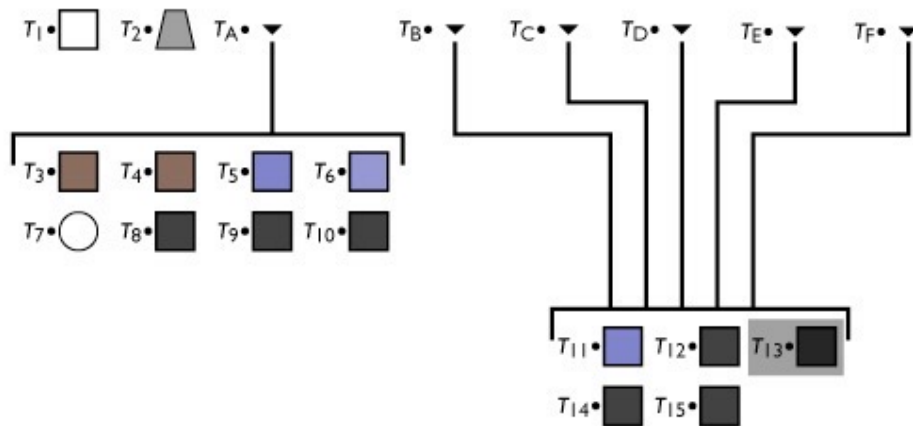 T1 T2 TA TB TC TD TE TF
T3 T4 T5 T6
T7 T8 T9 T10
T11 T12 T13
T14 T15